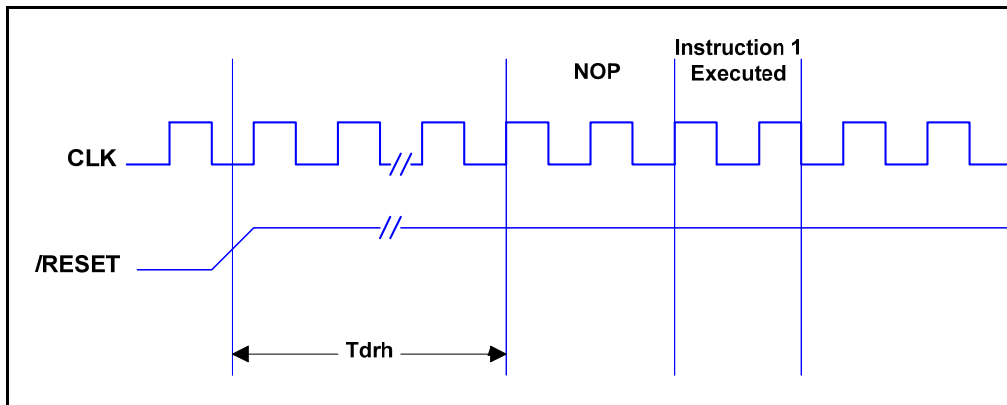 Instruction 1
Executed
NOP
CLK
/RESET
Tdrh